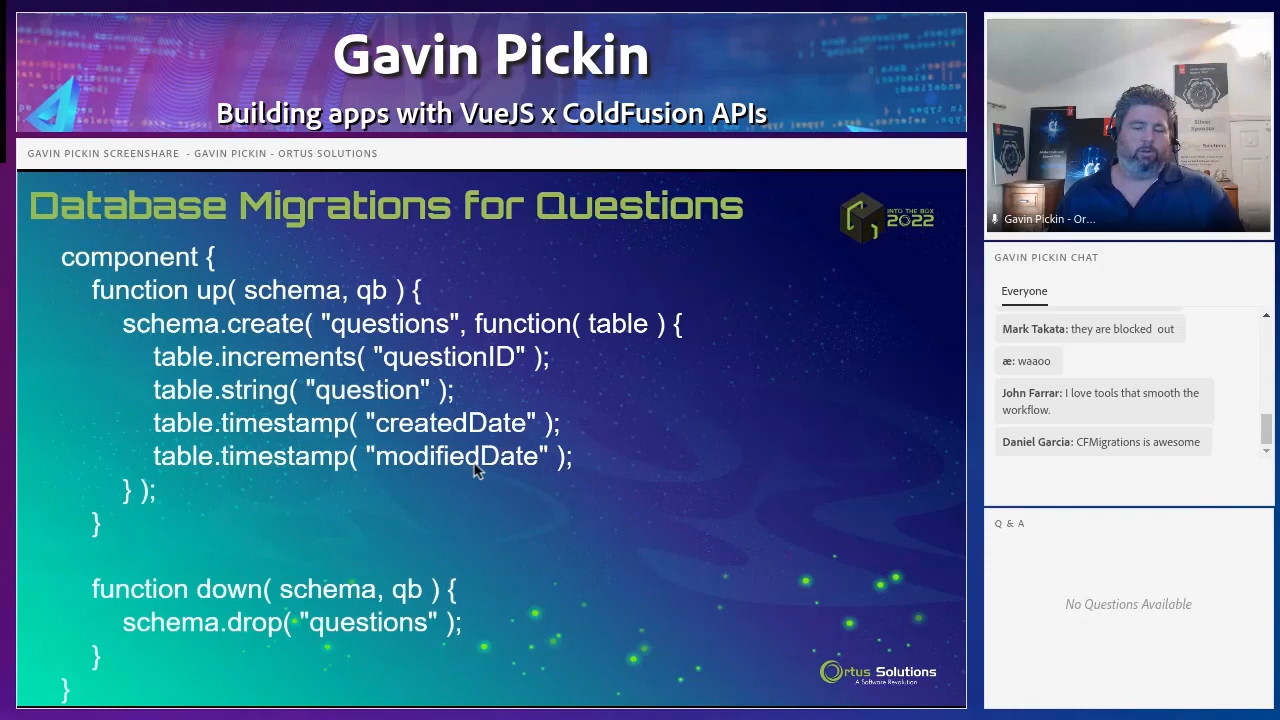 Gavin Pickin
Building apps with VueJS x ColdFusion APIs
GAVIN PICKIN SCREENSHARE - GAVIN PICKIN - ORTUS SOLUTIONS
Database Migrations for Questions
INTO THE BOX
2022
component {
function up( schema, qb ) {
schema.create( "questions", function( table ) {
table.increments( "questionID" );
table.string( "question" );
table.timestamp( "createdDate" );
table.timestamp( "modifiedDate" );
} );
}
function down( schema, qb ) {
schema.drop( "questions" );
}
}
Ortus Solutions
A Software Revolution
Silver
Sponsor
Solutions
Gavin Pickin - Or...
GAVIN PICKIN CHAT
Everyone
Mark Takata: they are blocked out
æ: waaoo
John Farrar: I love tools that smooth the
workflow.
Daniel Garcia: CFMigrations is awesome
Q & A
No Questions Available